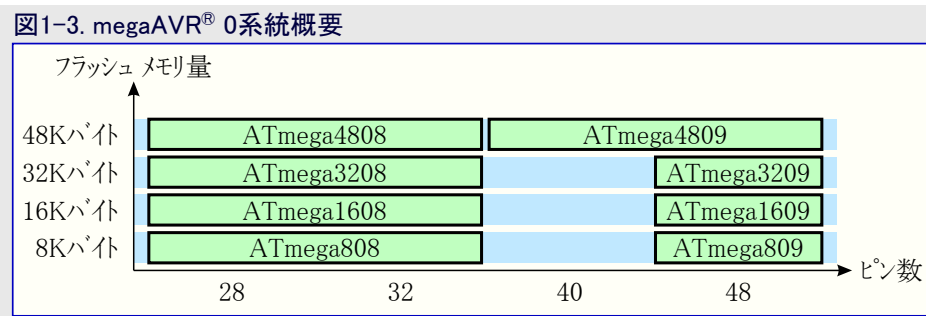 図1-3. megaAVR® 0系統概要
フラッシュ メモリ量
48Kバイト ATmega4808 ATmega4809
32Kバイト ATmega3208 ATmega3209
16Kバイト ATmega1608 ATmega1609
8Kバイト ATmega808 ATmega809
ピン数
28 32 40 48